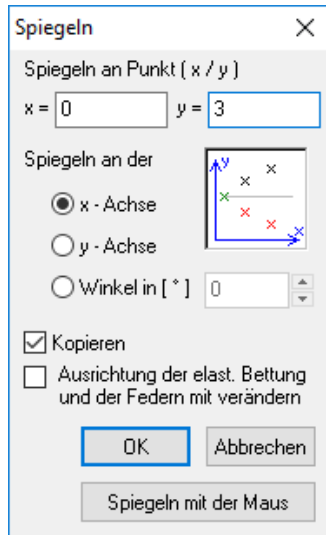 Spiegeln
Spiegeln an Punkt ( x / y )
x = 0 y = 3
Spiegeln an der
x - Achse
y - Achse
Winkel in [ ° ] 0
y
x
Kopieren
Ausrichtung der elast. Bettung
und der Federn mit verändern
OK Abbrechen
Spiegeln mit der Maus